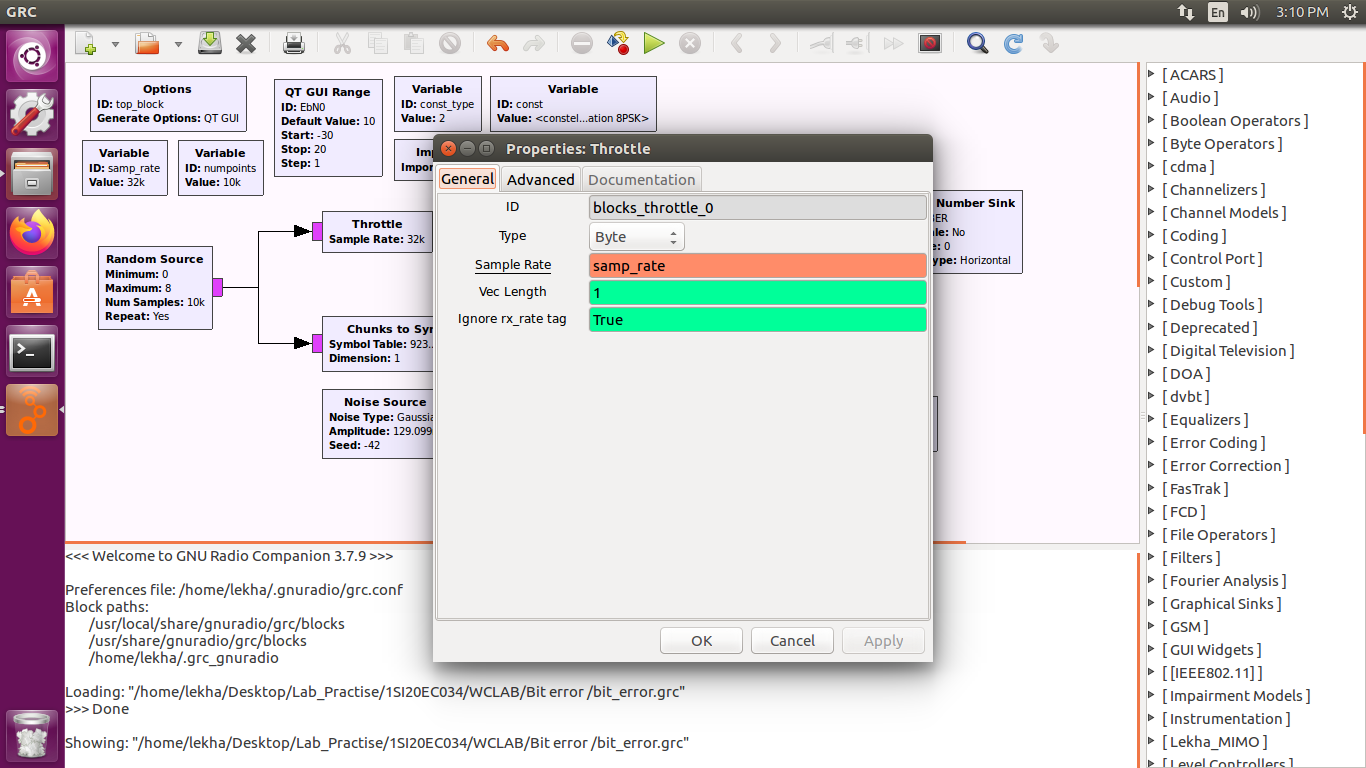 GRC
En
3:10 PM
Options
ID: top_block
Generate Options: QT GUI
QT GUI Range
ID: EbN0
Default Value: 10
Start: -30
Stop: 20
Step: 1
Variable
ID: const_type
Value: 2
Variable
ID: const
Value: <constel...ation 8PSK>
Variable
ID: samp_rate
Value: 32k
Variable
ID: numpoints
Value: 10k
Throttle
Sample Rate: 32k
Random Source
Minimum: 0
Maximum: 8
Num Samples: 10k
Repeat: Yes
Chunks to Sy
Symbol Table: 923..
Dimension: 1
Noise Source
Noise Type: Gaussia
Amplitude: 129.099
Seed: -42
Number Sink
No
0
Horizontal
Properties: Throttle
General
Advanced
Documentation
ID
blocks_throttle_0
Type
Byte
Sample Rate
samp_rate
Vec Length
1
Ignore rx_rate tag
True
OK
Cancel
Apply
<<< Welcome to GNU Radio Companion 3.7.9 >>>
Preferences file: /home/lekha/.gnuradio/grc.conf
Block paths:
/usr/local/share/gnuradio/grc/blocks
/usr/share/gnuradio/grc/blocks
/home/lekha/.grc_gnuradio
Loading: "/home/lekha/Desktop/Lab_Practise/1SI20EC034/WCLAB/Bit error /bit_error.grc"
>>> Done
Showing: "/home/lekha/Desktop/Lab_Practise/1SI20EC034/WCLAB/Bit error /bit_error.grc"
[ ACARS ]
[ Audio ]
[ Boolean Operators ]
[ Byte Operators ]
[ cdma ]
[ Channelizers ]
[ Channel Models ]
[ Coding ]
[ Control Port ]
[ Custom ]
[ Debug Tools ]
[ Deprecated ]
[ Digital Television ]
[ DOA ]
[ dvbt ]
[ Equalizers ]
[ Error Coding ]
[ Error Correction ]
[ FasTrak ]
[ FCD ]
[ File Operators ]
[ Filters ]
[ Fourier Analysis ]
[ Graphical Sinks ]
[ GSM ]
[ GUI Widgets ]
[ [IEEE802.11] ]
[ Impairment Models ]
[ Instrumentation ]
[ Lekha_MIMO ]
[ Level Controllers ]